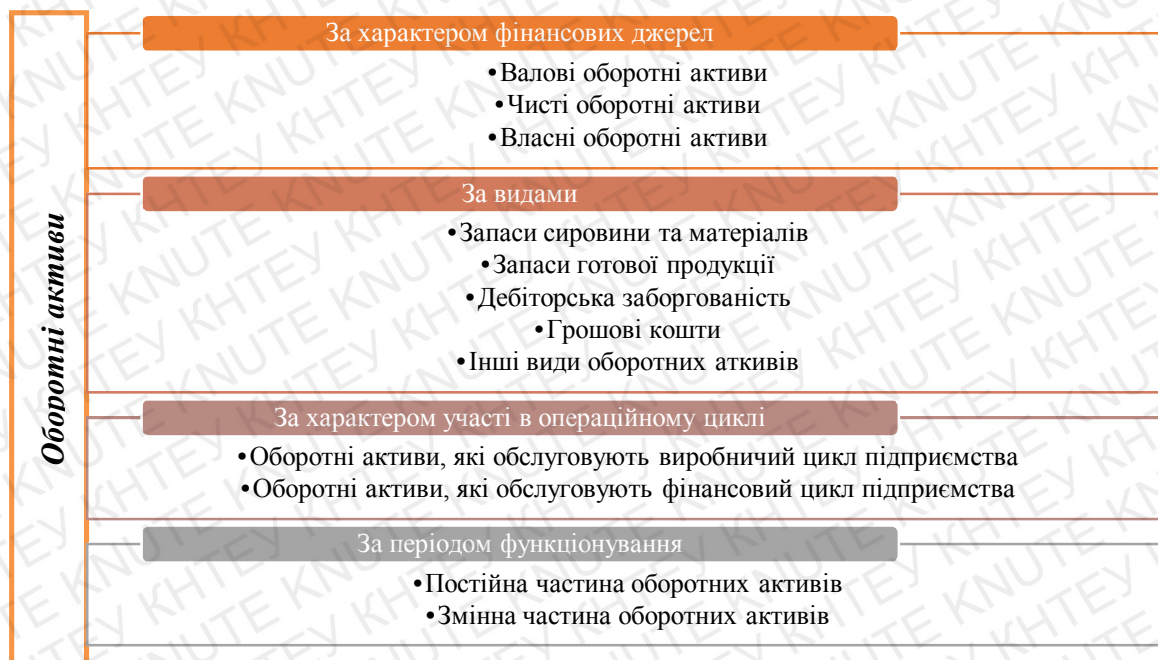 Оборотні активи
За характером фінансових джерел
•Валові оборотні активи
•Чисті оборотні активи
•Власні оборотні активи
За видами
•Запаси сировини та матеріалів
•Запаси готової продукції
•Дебіторська заборгованість
•Грошові кошти
•Інші види оборотних аткивів
За характером участі в операційному циклі
•Оборотні активи, які обслуговують виробничий цикл підприємства
•Оборотні активи, які обслуговують фінансовий цикл підприємства
За періодом функціонування
•Постійна частина оборотних активів
•Змінна частина оборотних активів